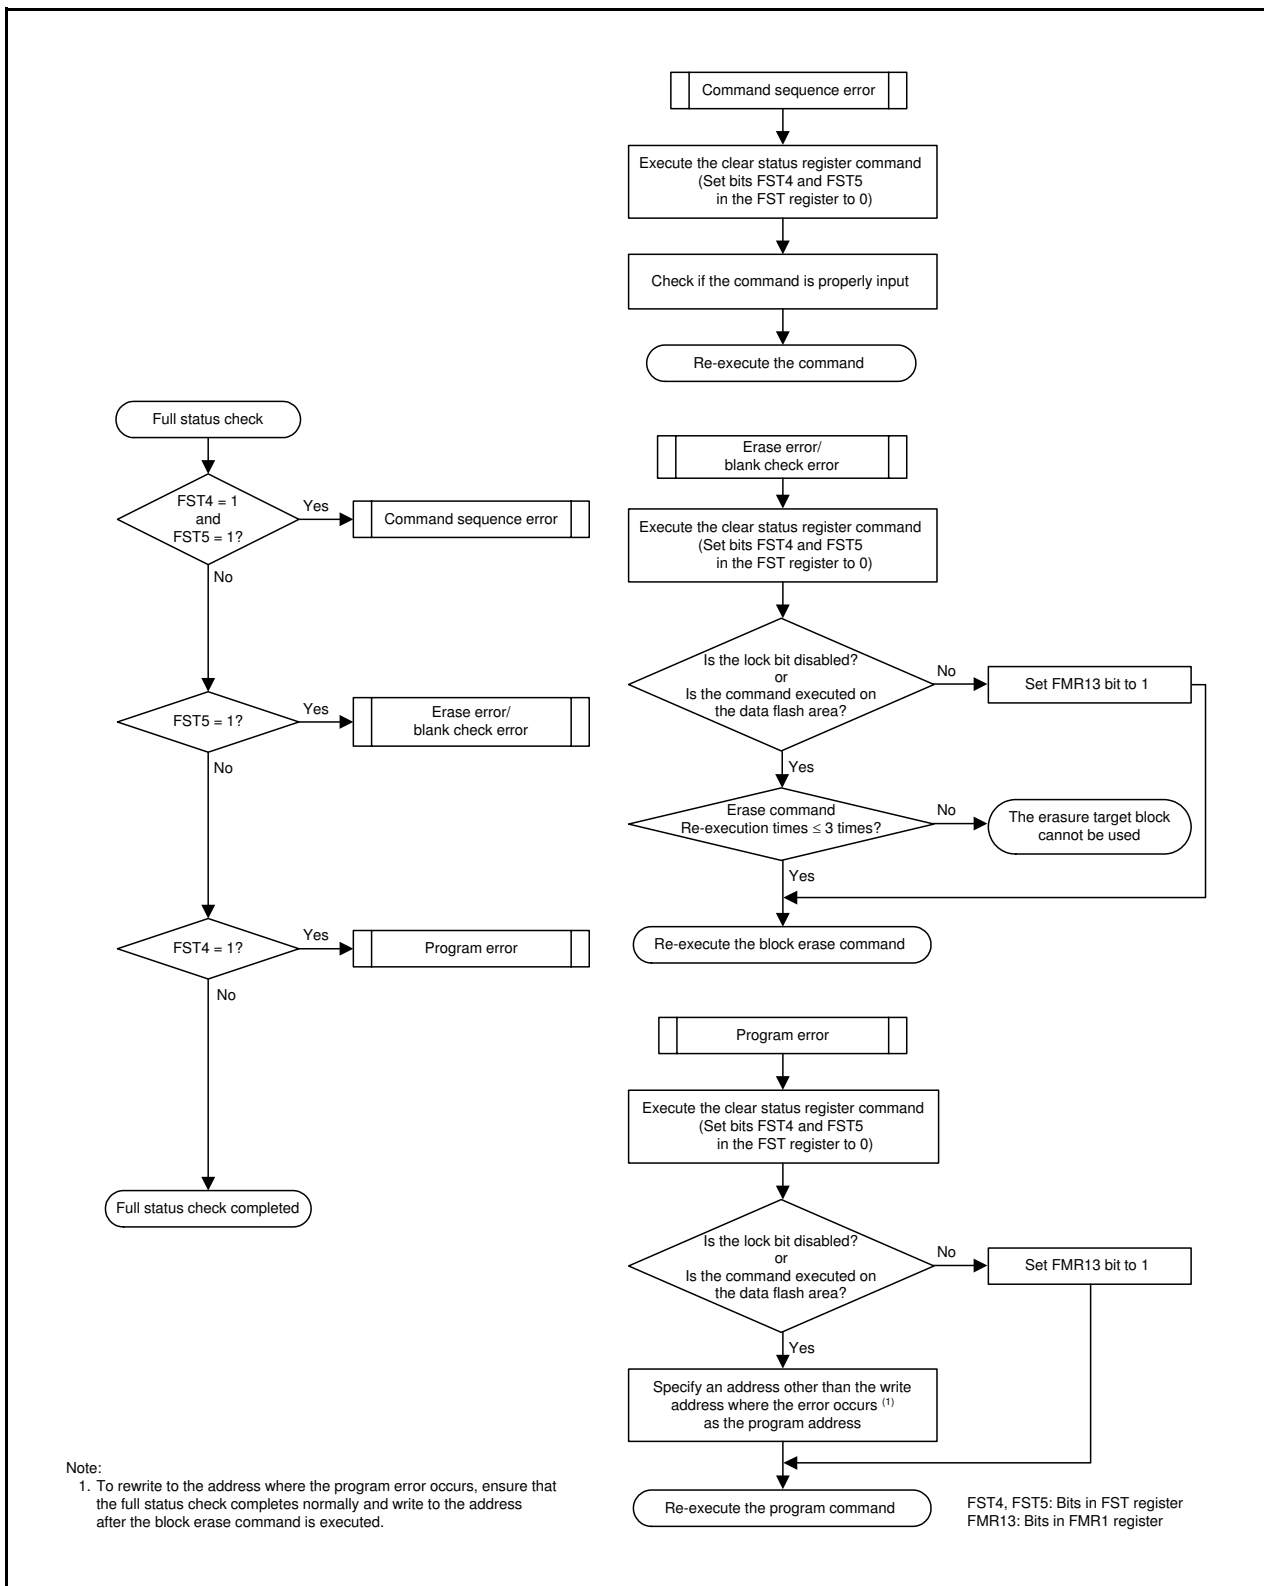 Command sequence error
Execute the clear status register command
(Set bits FST4 and FST5
in the FST register to 0)
Check if the command is properly input
Re-execute the command
Full status check
FST4 = 1
and
FST5 = 1?
Yes
Command sequence error
No
FST5 = 1?
Yes
Erase error/
blank check error
No
FST4 = 1?
Yes
Program error
No
Full status check completed
Erase error/
blank check error
Execute the clear status register command
(Set bits FST4 and FST5
in the FST register to 0)
Is the lock bit disabled?
or
Is the command executed on
the data flash area?
No
Set FMR13 bit to 1
Yes
Erase command
Re-execution times ≤ 3 times?
No
The erasure target block
cannot be used
Yes
Re-execute the block erase command
Program error
Execute the clear status register command
(Set bits FST4 and FST5
in the FST register to 0)
Is the lock bit disabled?
or
Is the command executed on
the data flash area?
No
Set FMR13 bit to 1
Yes
Specify an address other than the write
address where the error occurs (1)
as the program address
Re-execute the program command
Note:
1. To rewrite to the address where the program error occurs, ensure that
the full status check completes normally and write to the address
after the block erase command is executed.
FST4, FST5: Bits in FST register
FMR13: Bits in FMR1 register